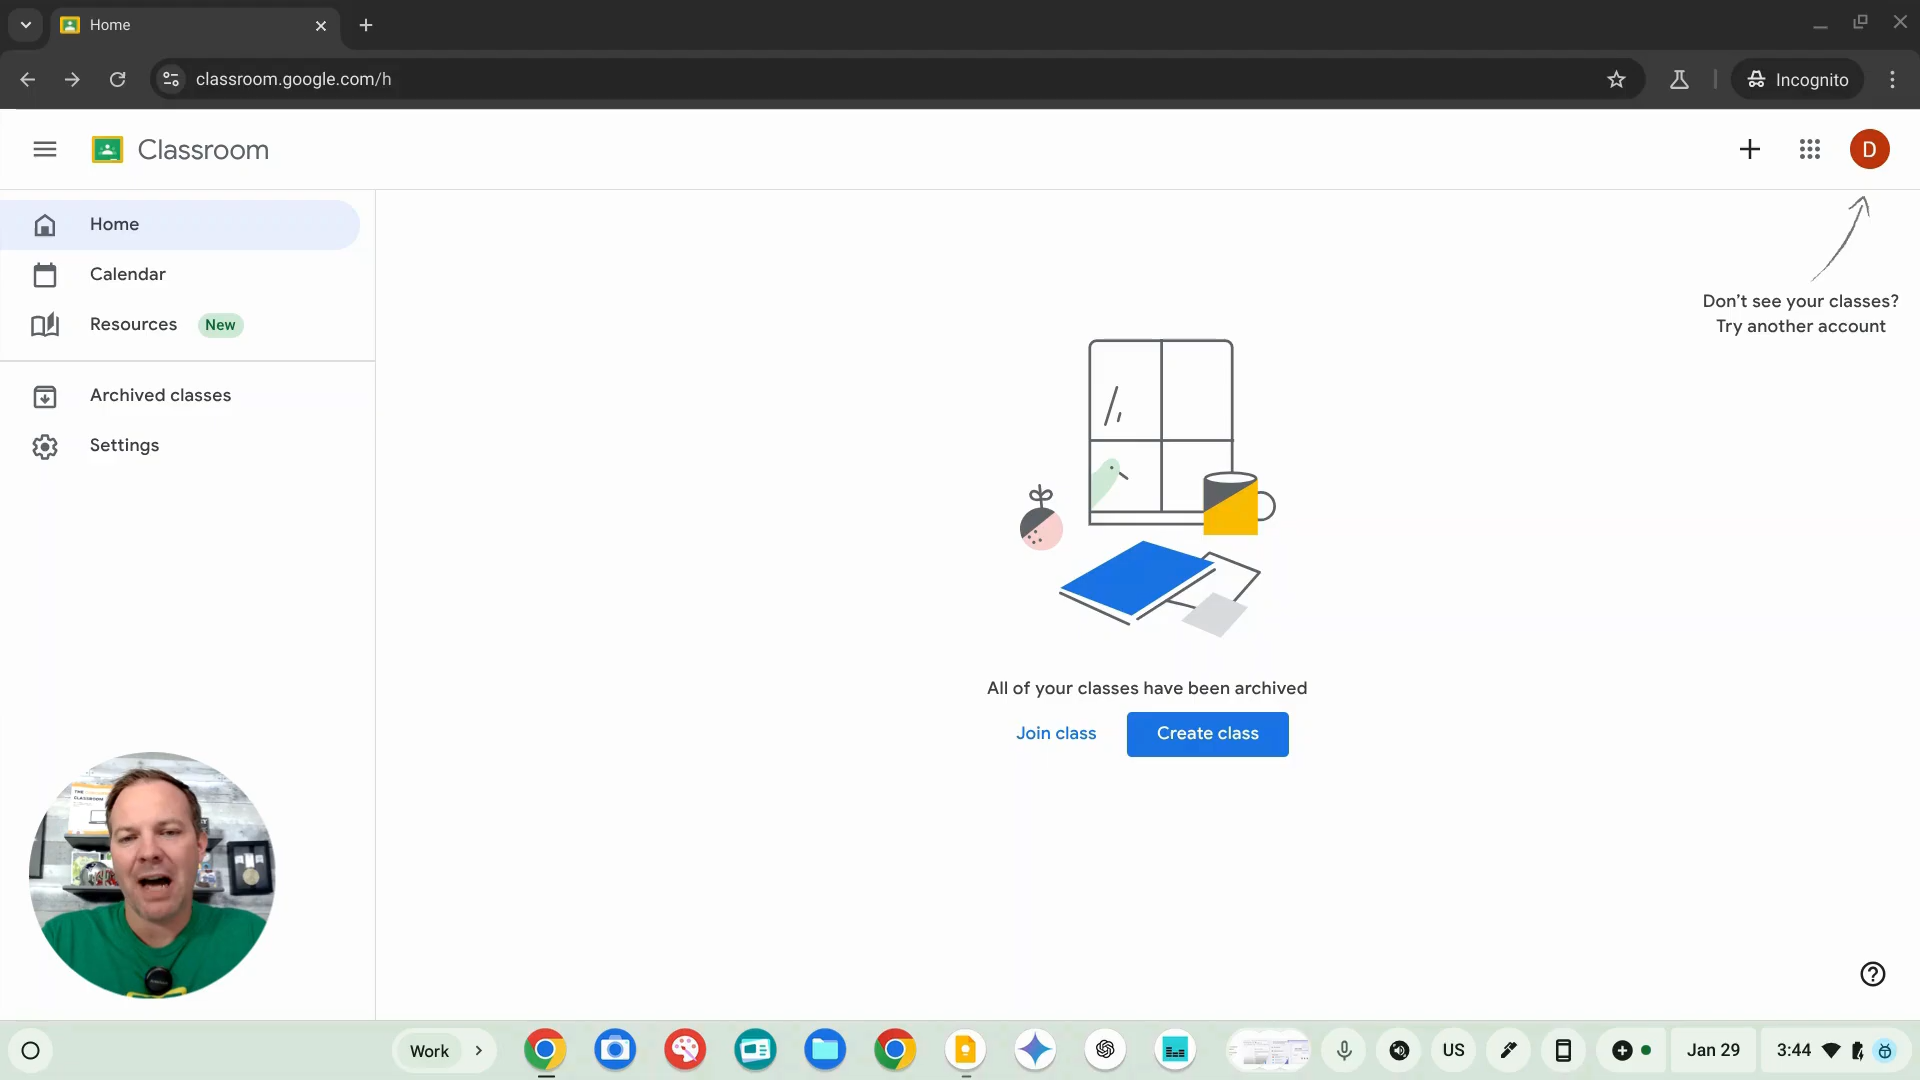 Home
classroom.google.com/h
Incognito
Classroom
D
Home
Calendar
Resources New
Archived classes
Settings
Don't see your classes?
Try another account
All of your classes have been archived
Join class
Create class
Work
US
Jan 29
3:44